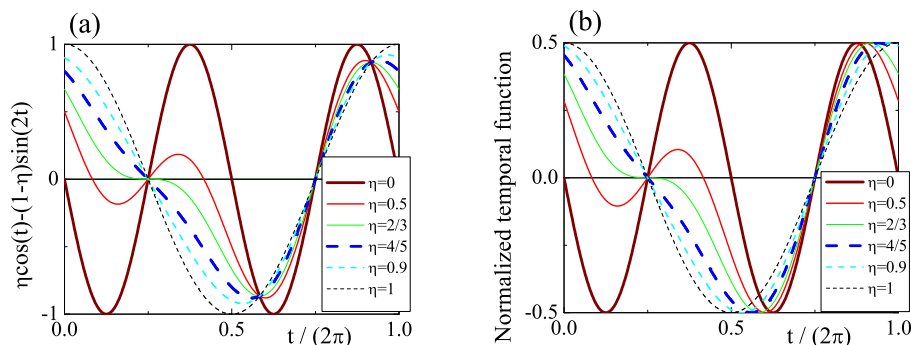 (a)
ηcos(t)-(1-η)sin(2t)
1
0
-1
0.0
0.5
1.0
t / (2π)
η=0
η=0.5
η=2/3
η=4/5
η=0.9
η=1
(b)
Normalized temporal function
0.5
0.0
-0.5
0.0
0.5
1.0
t / (2π)
η=0
η=0.5
η=2/3
η=4/5
η=0.9
η=1